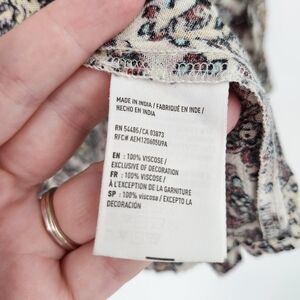 MADE IN INDIA / FABRIQUÉ EN INDE /
HECHO EN INDIA
RN 54485/CA 03873
RFC# AEM120605U9A
EN : 100% VISCOSE /
EXCLUSIVE OF DECORATION
FR : 100% VISCOSE /
À L'EXCEPTION DE LA GARNITURE
SP : 100% viscosa / EXCEPTO LA
DECORACIÓN